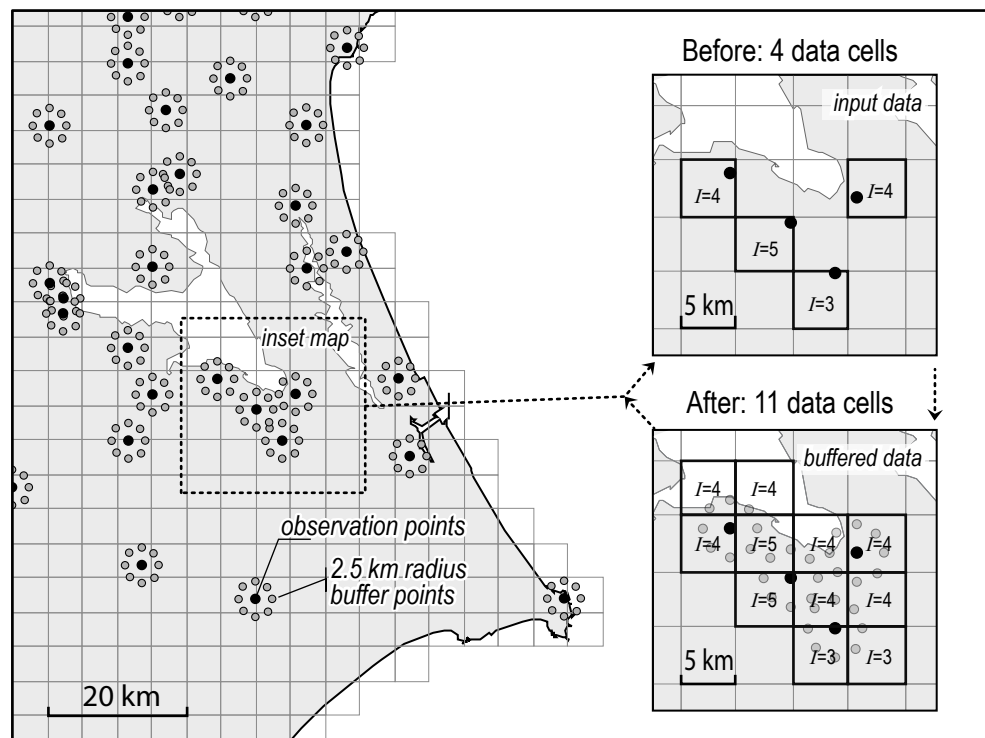 inset map
observation points
2.5 km radius
buffer points
20 km
Before: 4 data cells
input data
I=4
I=4
I=5
I=3
5 km
After: 11 data cells
buffered data
I=4 I=4
I=4 I=5 I=4 I=4
I=5 I=4 I=4
I=3 I=3
5 km